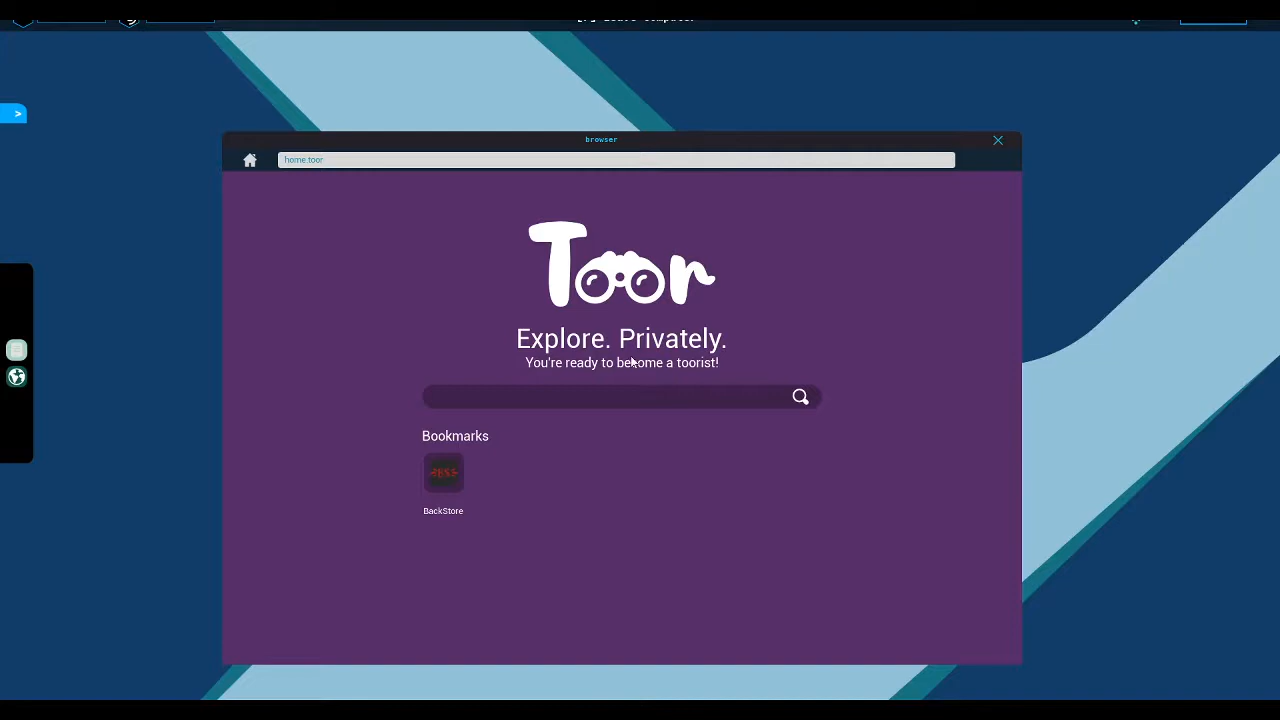 >
browser
home.toor
Toor
Explore. Privately.
You're ready to become a toorist!
Bookmarks
BackStore